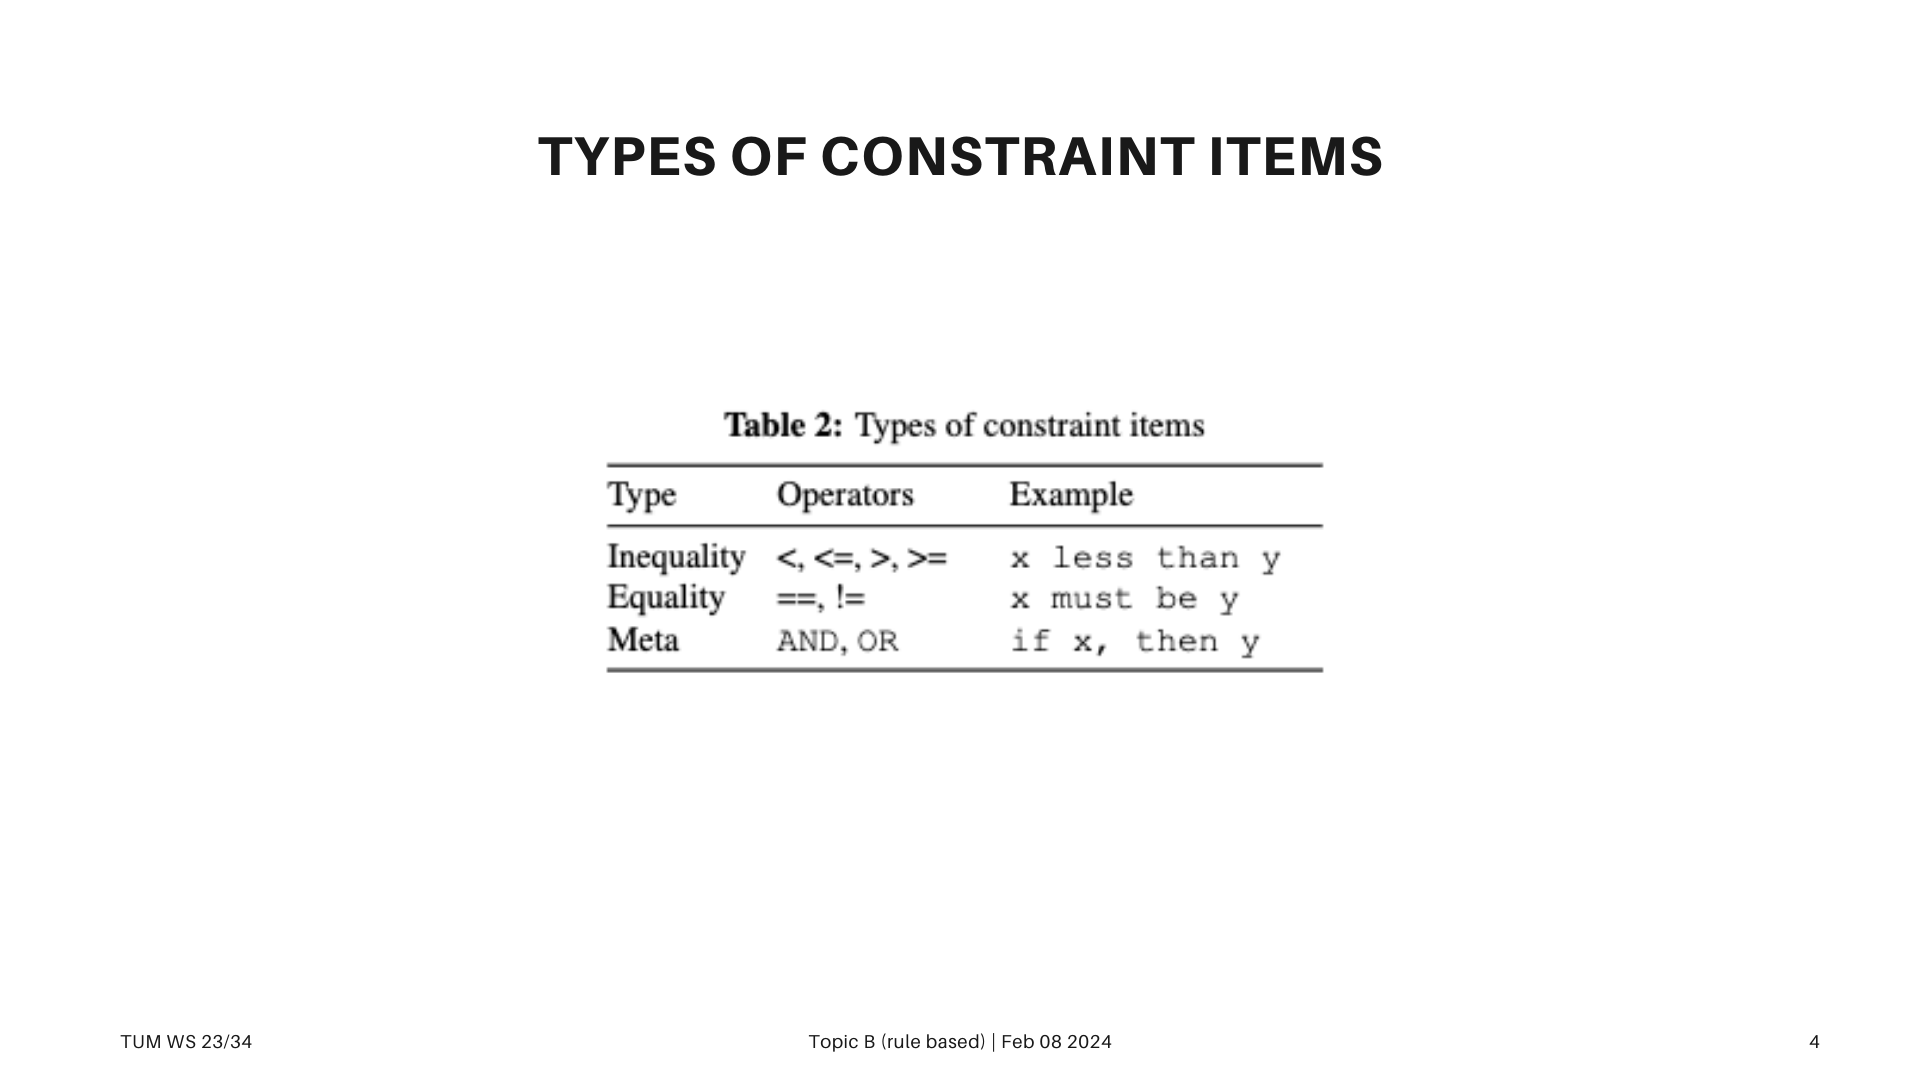 TYPES OF CONSTRAINT ITEMS
Table 2: Types of constraint items
Type Operators Example
Inequality <, <=, >, >= x less than y
Equality ==, != x must be y
Meta AND, OR if x, then y
TUM WS 23/34 Topic B (rule based) | Feb 08 2024 4